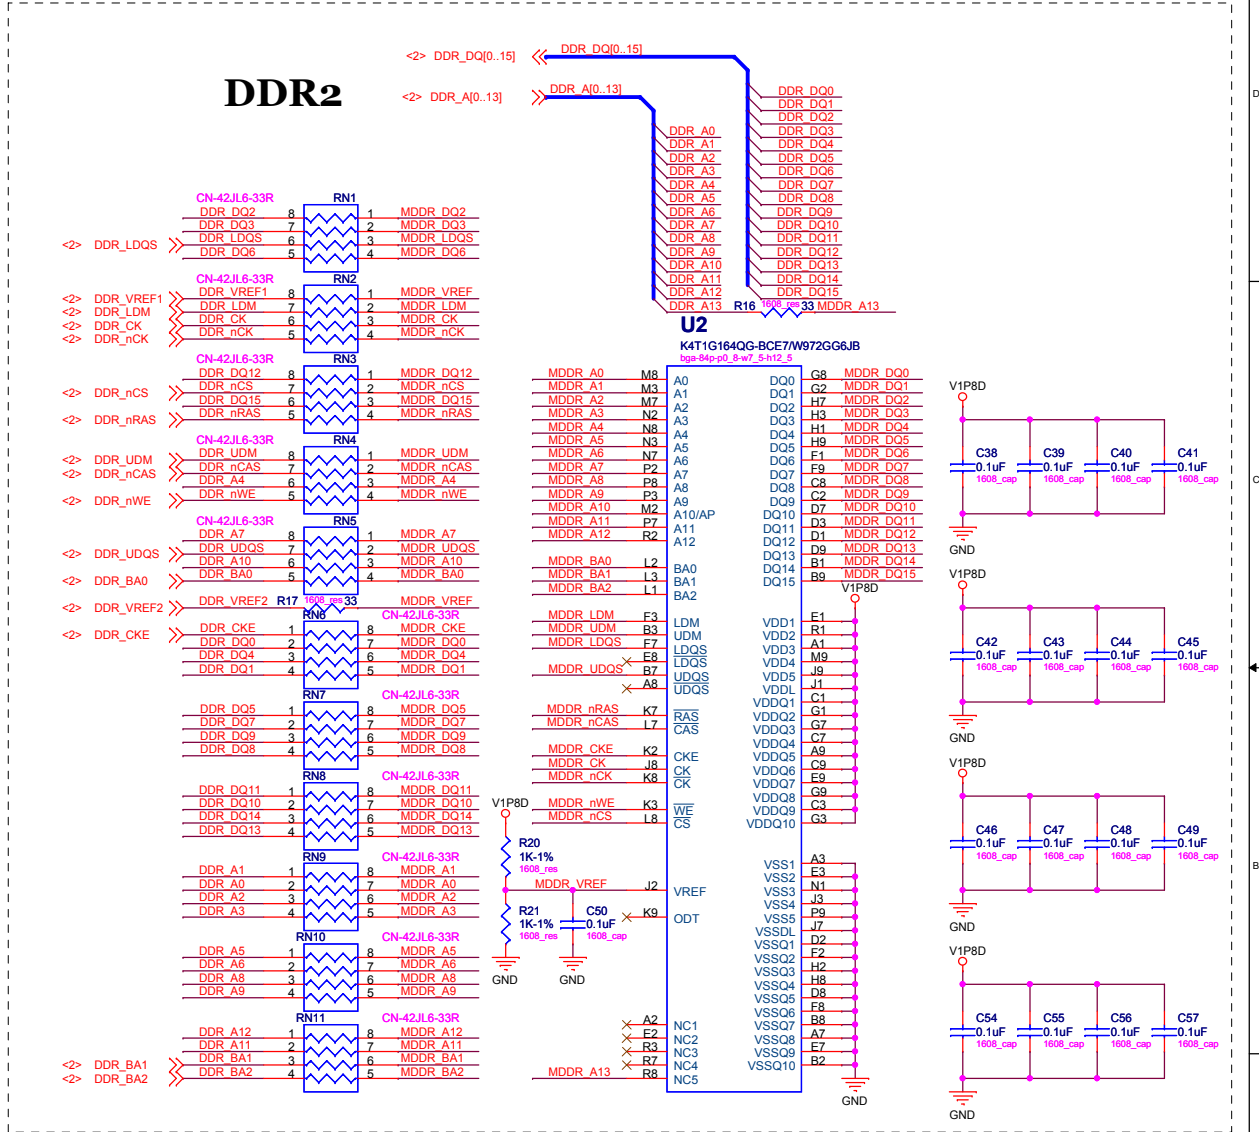 <2> DDR_DQ[0..15] DDR_DQ[0..15]
DDR2
<2> DDR_A[0..13] DDR_A[0..13]
DDR_DQ0
DDR_DQ1
DDR_DQ2
DDR_DQ3
DDR_DQ4
DDR_DQ5
DDR_DQ6
DDR_DQ7
DDR_DQ8
DDR_DQ9
DDR_DQ10
DDR_DQ11
DDR_DQ12
DDR_DQ13
DDR_DQ14
DDR_DQ15
DDR_A0
DDR_A1
DDR_A2
DDR_A3
DDR_A4
DDR_A5
DDR_A6
DDR_A7
DDR_A8
DDR_A9
DDR_A10
DDR_A11
DDR_A12
DDR_A13 R16 1608_res 33 MDDR_A13
CN-42JL6-33R RN1
DDR_DQ2 8 1 MDDR_DQ2
DDR_DQ3 7 2 MDDR_DQ3
<2> DDR_LDQS DDR_LDQS 6 3 MDDR_LDQS
DDR_DQ6 5 4 MDDR_DQ6
CN-42JL6-33R RN2
<2> DDR_VREF1 DDR_VREF1 8 1 MDDR_VREF
<2> DDR_LDM DDR_LDM 7 2 MDDR_LDM
<2> DDR_CK DDR_CK 6 3 MDDR_CK
<2> DDR_nCK DDR_nCK 5 4 MDDR_nCK
CN-42JL6-33R RN3
DDR_DQ12 8 1 MDDR_DQ12
<2> DDR_nCS DDR_nCS 7 2 MDDR_nCS
DDR_DQ15 6 3 MDDR_DQ15
<2> DDR_nRAS DDR_nRAS 5 4 MDDR_nRAS
CN-42JL6-33R RN4
<2> DDR_UDM DDR_UDM 8 1 MDDR_UDM
<2> DDR_nCAS DDR_nCAS 7 2 MDDR_nCAS
DDR_A4 6 3 MDDR_A4
<2> DDR_nWE DDR_nWE 5 4 MDDR_nWE
CN-42JL6-33R RN5
DDR_A7 8 1 MDDR_A7
<2> DDR_UDQS DDR_UDQS 7 2 MDDR_UDQS
DDR_A10 6 3 MDDR_A10
<2> DDR_BA0 DDR_BA0 5 4 MDDR_BA0
<2> DDR_VREF2 DDR_VREF2 R17 1608_res 33 MDDR_VREF
RN6 CN-42JL6-33R
<2> DDR_CKE DDR_CKE 1 8 MDDR_CKE
DDR_DQ0 2 7 MDDR_DQ0
DDR_DQ4 3 6 MDDR_DQ4
DDR_DQ1 4 5 MDDR_DQ1
RN7 CN-42JL6-33R
DDR_DQ5 1 8 MDDR_DQ5
DDR_DQ7 2 7 MDDR_DQ7
DDR_DQ9 3 6 MDDR_DQ9
DDR_DQ8 4 5 MDDR_DQ8
RN8 CN-42JL6-33R
DDR_DQ11 1 8 MDDR_DQ11
DDR_DQ10 2 7 MDDR_DQ10
DDR_DQ14 3 6 MDDR_DQ14
DDR_DQ13 4 5 MDDR_DQ13
RN9 CN-42JL6-33R
DDR_A1 1 8 MDDR_A1
DDR_A0 2 7 MDDR_A0
DDR_A2 3 6 MDDR_A2
DDR_A3 4 5 MDDR_A3
RN10 CN-42JL6-33R
DDR_A5 1 8 MDDR_A5
DDR_A6 2 7 MDDR_A6
DDR_A8 3 6 MDDR_A8
DDR_A9 4 5 MDDR_A9
RN11 CN-42JL6-33R
DDR_A12 1 8 MDDR_A12
DDR_A11 2 7 MDDR_A11
<2> DDR_BA1 DDR_BA1 3 6 MDDR_BA1
<2> DDR_BA2 DDR_BA2 4 5 MDDR_BA2
U2
K4T1G164QG-BCE7/W972GG6JB
bga-84p-p0_8-w7_5-h12_5
MDDR_A0 M8 A0
MDDR_A1 M3 A1
MDDR_A2 M7 A2
MDDR_A3 N2 A3
MDDR_A4 N8 A4
MDDR_A5 N3 A5
MDDR_A6 N7 A6
MDDR_A7 P2 A7
MDDR_A8 P8 A8
MDDR_A9 P3 A9
MDDR_A10 M2 A10/AP
MDDR_A11 P7 A11
MDDR_A12 R2 A12
MDDR_BA0 L2 BA0
MDDR_BA1 L3 BA1
MDDR_BA2 L1 BA2
MDDR_LDM F3 LDM
MDDR_UDM B3 UDM
MDDR_LDQS F7 LDQS
E8 LDQS
MDDR_UDQS B7 UDQS
A8 UDQS
MDDR_nRAS K7 RAS
MDDR_nCAS L7 CAS
MDDR_CKE K2 CKE
MDDR_CK J8 CK
MDDR_nCK K8 CK
MDDR_nWE K3 WE
MDDR_nCS L8 CS
MDDR_VREF J2 VREF
K9 ODT
A2 NC1
E2 NC2
R3 NC3
R7 NC4
MDDR_A13 R8 NC5
V1P8D
R20
1K-1%
1608_res
R21
1K-1%
1608_res
GND
C50
0.1uF
1608_cap
GND
DQ0 G8 MDDR_DQ0
DQ1 G2 MDDR_DQ1
DQ2 H7 MDDR_DQ2
DQ3 H3 MDDR_DQ3
DQ4 H1 MDDR_DQ4
DQ5 H9 MDDR_DQ5
DQ6 F1 MDDR_DQ6
DQ7 F9 MDDR_DQ7
DQ8 C8 MDDR_DQ8
DQ9 C2 MDDR_DQ9
DQ10 D7 MDDR_DQ10
DQ11 D3 MDDR_DQ11
DQ12 D1 MDDR_DQ12
DQ13 D9 MDDR_DQ13
DQ14 B1 MDDR_DQ14
DQ15 B9 MDDR_DQ15
V1P8D
VDD1 E1
VDD2 R1
VDD3 A1
VDD4 M9
VDD5 J9
VDDL J1
VDDQ1 C1
VDDQ2 G1
VDDQ3 G7
VDDQ4 C7
VDDQ5 A9
VDDQ6 C9
VDDQ7 E9
VDDQ8 G9
VDDQ9 C3
VDDQ10 G3
VSS1 A3
VSS2 E3
VSS3 N1
VSS4 J3
VSS5 P9
VSSDL J7
VSSQ1 D2
VSSQ2 F2
VSSQ3 H2
VSSQ4 H8
VSSQ5 D8
VSSQ6 F8
VSSQ7 B8
VSSQ8 A7
VSSQ9 E7
VSSQ10 B2
GND
V1P8D
C38 C39 C40 C41
0.1uF 0.1uF 0.1uF 0.1uF
1608_cap 1608_cap 1608_cap 1608_cap
GND
V1P8D
C42 C43 C44 C45
0.1uF 0.1uF 0.1uF 0.1uF
1608_cap 1608_cap 1608_cap 1608_cap
GND
V1P8D
C46 C47 C48 C49
0.1uF 0.1uF 0.1uF 0.1uF
1608_cap 1608_cap 1608_cap 1608_cap
GND
V1P8D
C54 C55 C56 C57
0.1uF 0.1uF 0.1uF 0.1uF
1608_cap 1608_cap 1608_cap 1608_cap
GND
D
C
B